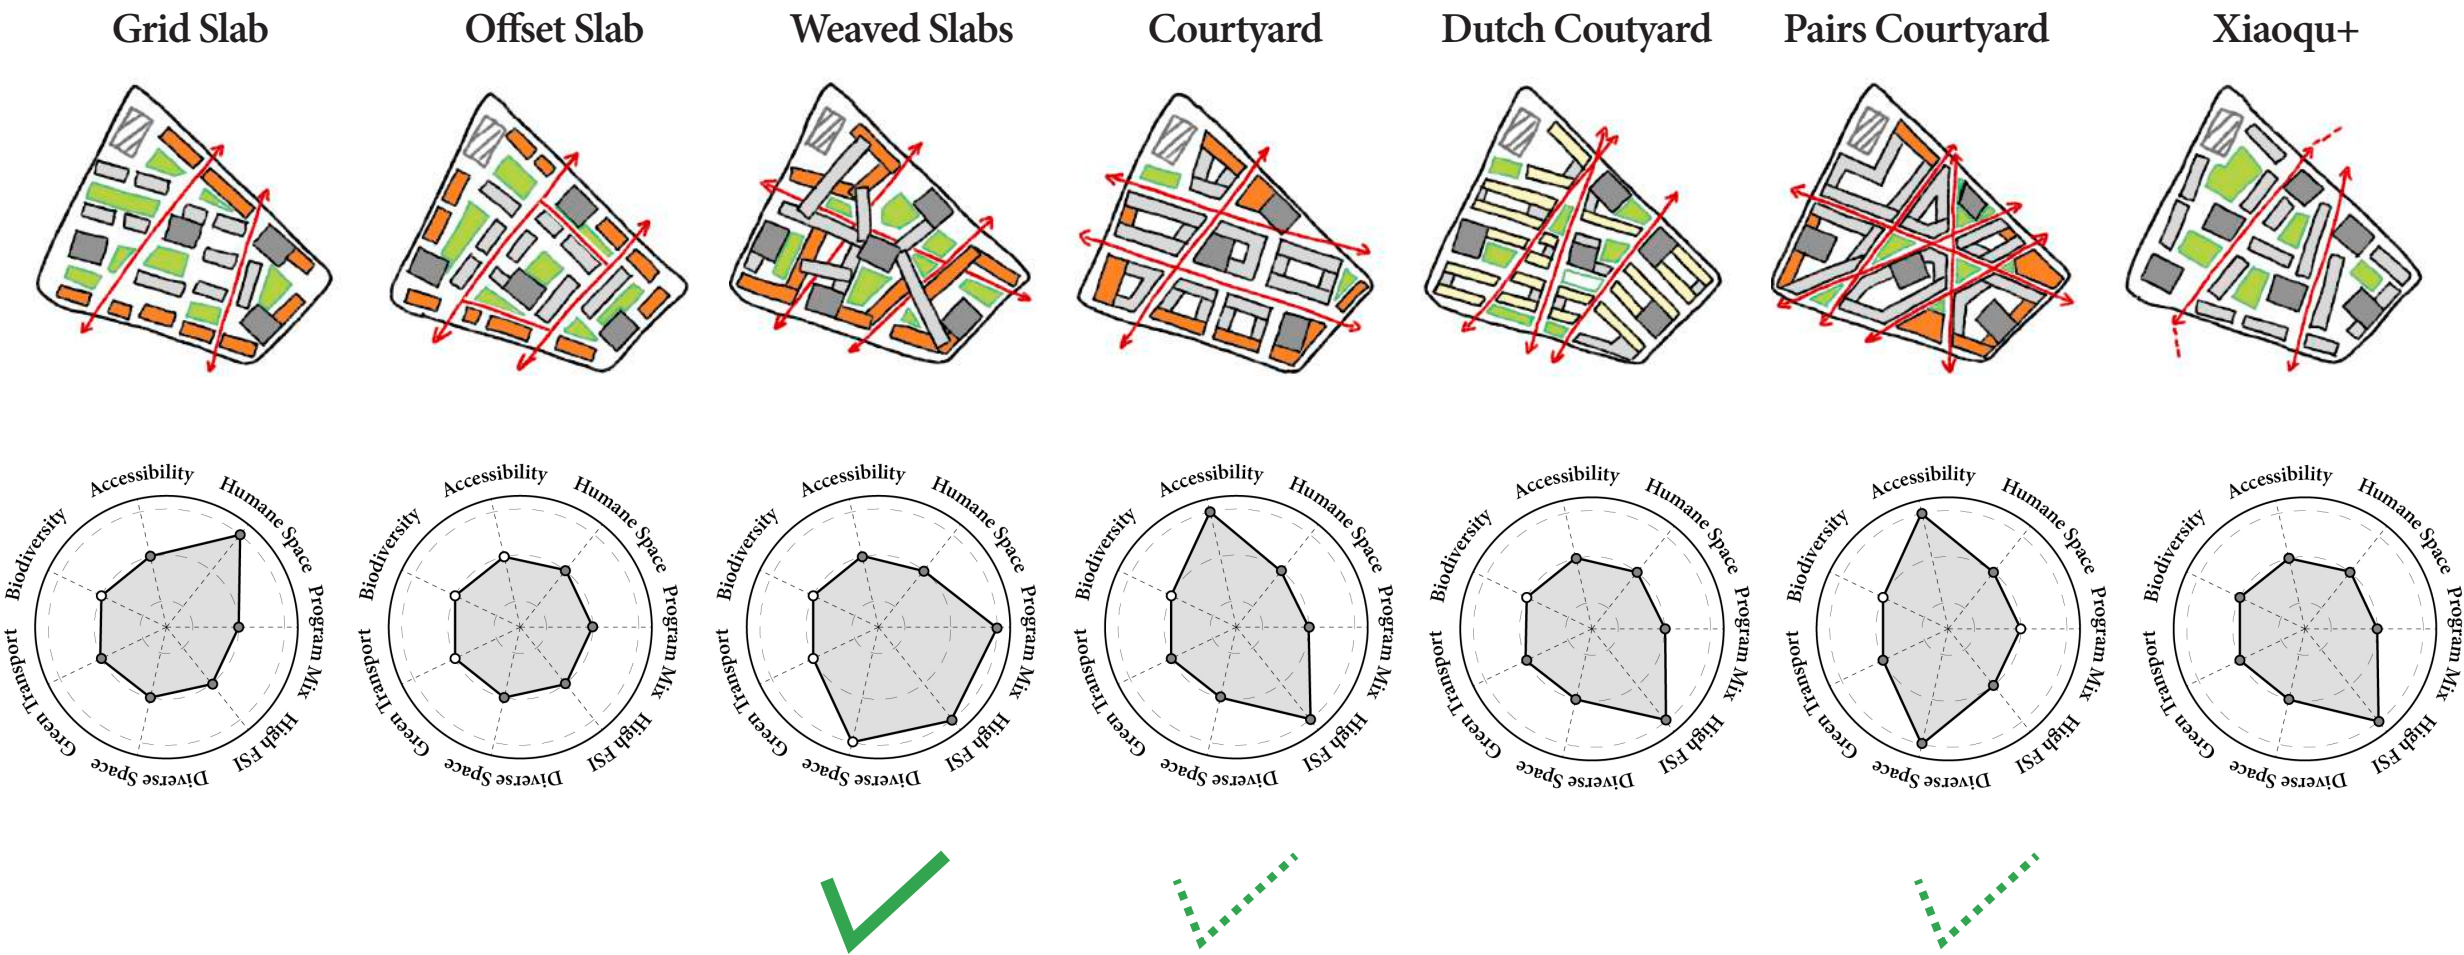 Grid Slab
Offset Slab
Weaved Slabs
Courtyard
Dutch Coutyard
Pairs Courtyard
Xiaoqu+
Accessibility
Humane Space
Program Mix
High FSI
Diverse Space
Green Transport
Biodiversity
Accessibility
Humane Space
Program Mix
High FSI
Diverse Space
Green Transport
Biodiversity
Accessibility
Humane Space
Program Mix
High FSI
Diverse Space
Green Transport
Biodiversity
Accessibility
Humane Space
Program Mix
High FSI
Diverse Space
Green Transport
Biodiversity
Accessibility
Humane Space
Program Mix
High FSI
Diverse Space
Green Transport
Biodiversity
Accessibility
Humane Space
Program Mix
High FSI
Diverse Space
Green Transport
Biodiversity
Accessibility
Humane Space
Program Mix
High FSI
Diverse Space
Green Transport
Biodiversity